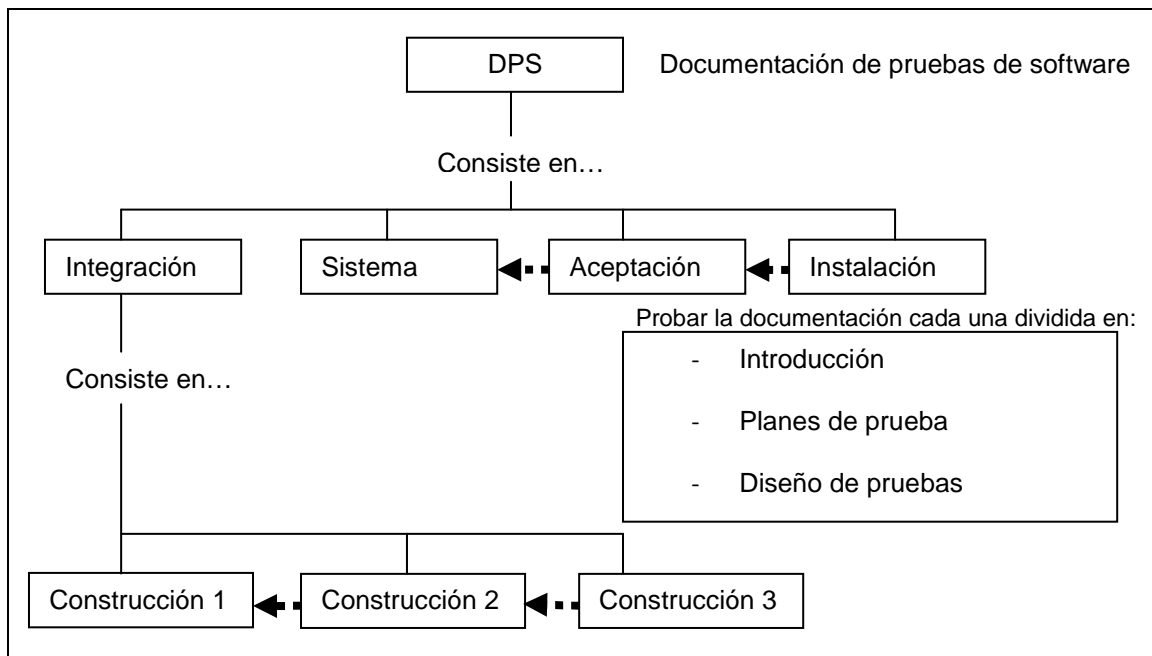 DPS
Documentación de pruebas de software
Consiste en…
Integración
Sistema
Aceptación
Instalación
Probar la documentación cada una dividida en:
- Introducción
Consiste en…
- Planes de prueba
- Diseño de pruebas
Construcción 1
Construcción 2
Construcción 3